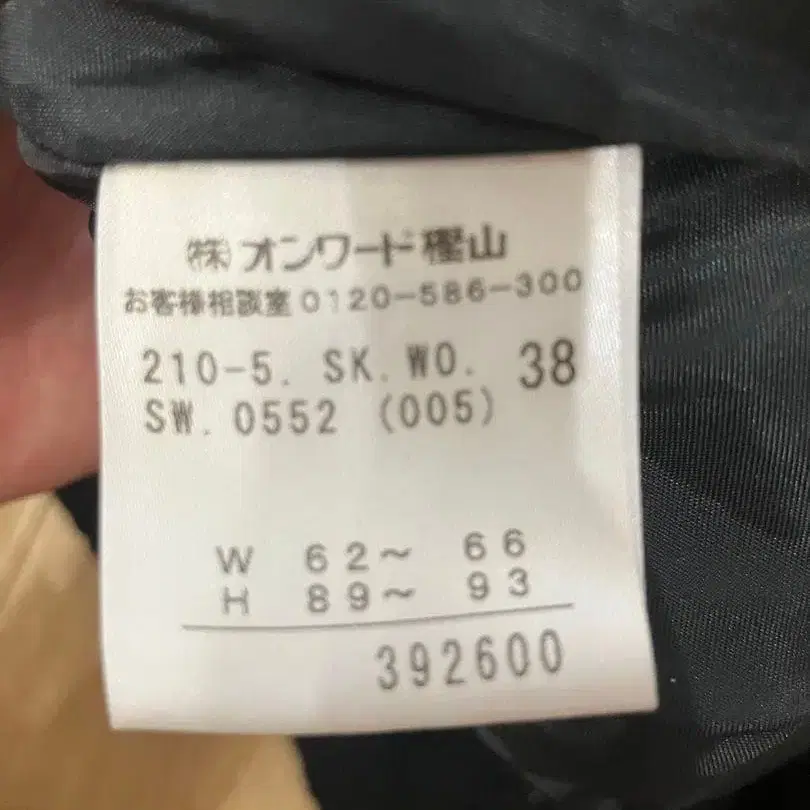 ㈱オンワード樫山
お客様相談室 0120-586-300
210-5. SK. WO. 38
SW. 0552 (005)
W 62～ 66
H 89～ 93
392600